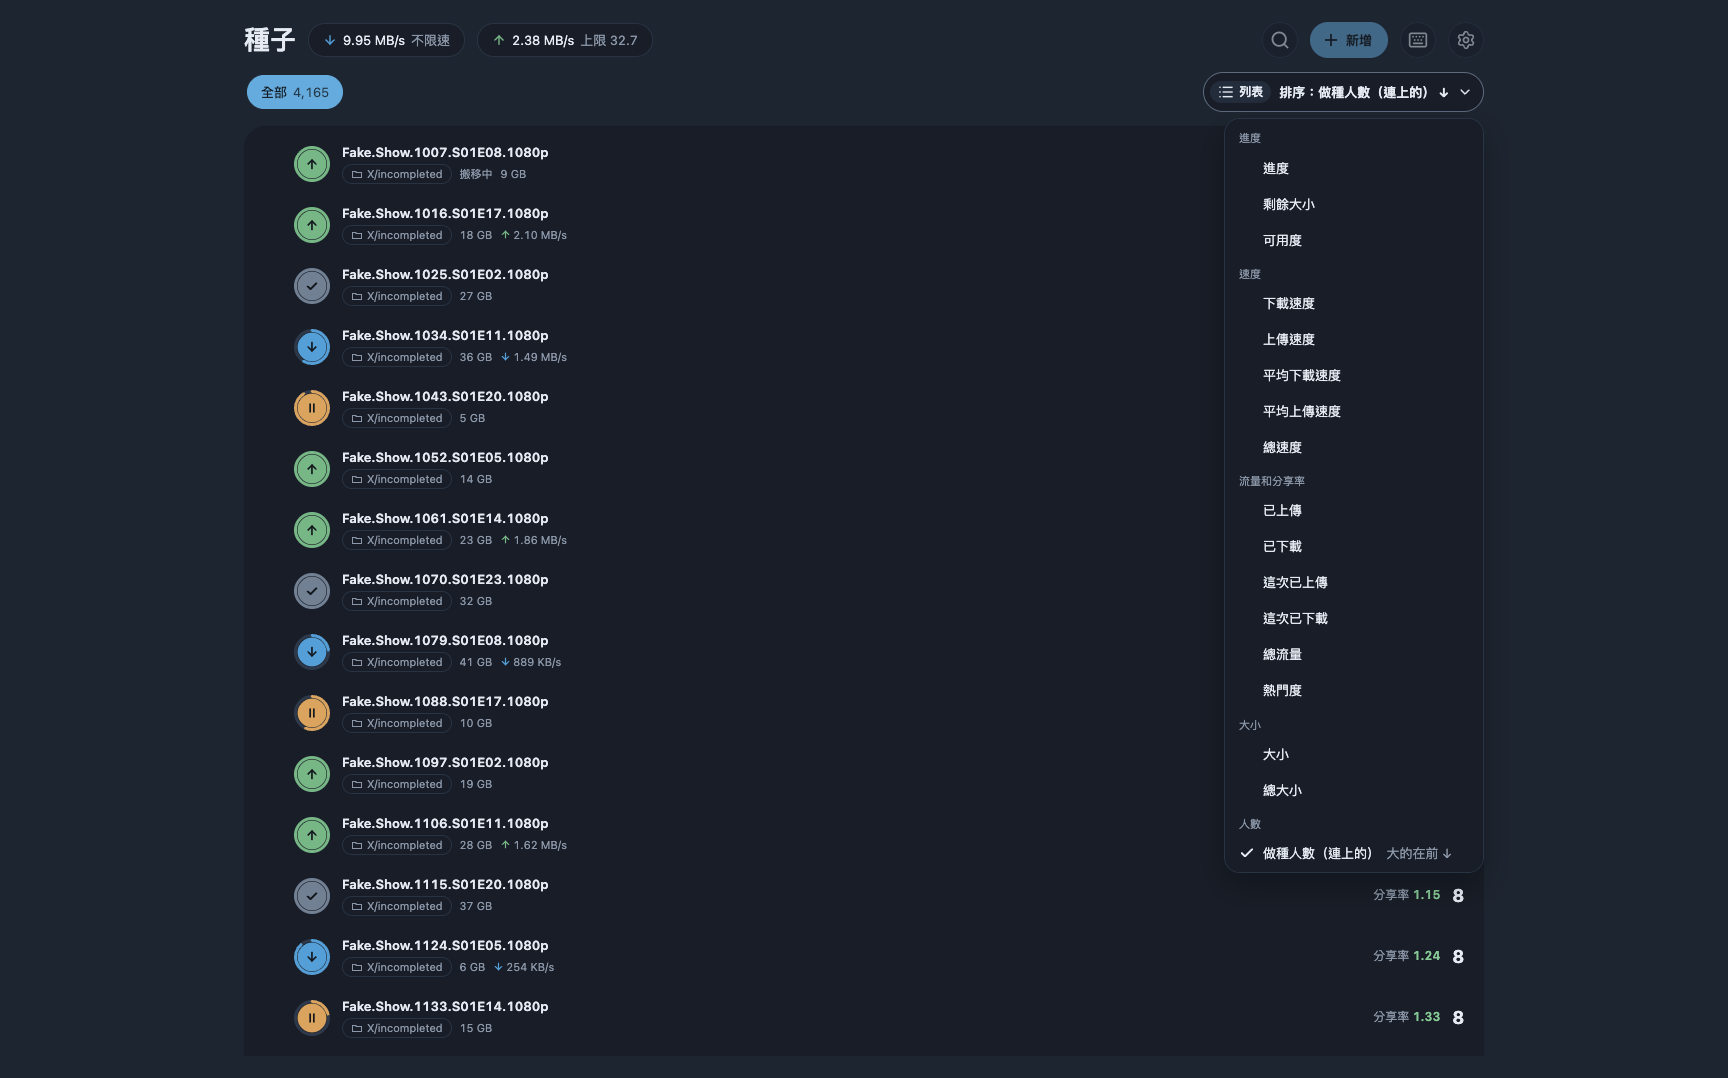 種子 9.95 MB/s 不限速 2.38 MB/s 上限 32.7 新增
全部 4,165 列表 排序：做種人數（連上的）
Fake.Show.1007.S01E08.1080p
X/incompleted 搬移中 9 GB
Fake.Show.1016.S01E17.1080p
X/incompleted 18 GB 2.10 MB/s
Fake.Show.1025.S01E02.1080p
X/incompleted 27 GB
Fake.Show.1034.S01E11.1080p
X/incompleted 36 GB 1.49 MB/s
Fake.Show.1043.S01E20.1080p
X/incompleted 5 GB
Fake.Show.1052.S01E05.1080p
X/incompleted 14 GB
Fake.Show.1061.S01E14.1080p
X/incompleted 23 GB 1.86 MB/s
Fake.Show.1070.S01E23.1080p
X/incompleted 32 GB
Fake.Show.1079.S01E08.1080p
X/incompleted 41 GB 889 KB/s
Fake.Show.1088.S01E17.1080p
X/incompleted 10 GB
Fake.Show.1097.S01E02.1080p
X/incompleted 19 GB
Fake.Show.1106.S01E11.1080p
X/incompleted 28 GB 1.62 MB/s
Fake.Show.1115.S01E20.1080p
X/incompleted 37 GB
分享率 1.15 8
Fake.Show.1124.S01E05.1080p
X/incompleted 6 GB 254 KB/s
分享率 1.24 8
Fake.Show.1133.S01E14.1080p
X/incompleted 15 GB
分享率 1.33 8
進度
進度
剩餘大小
可用度
速度
下載速度
上傳速度
平均下載速度
平均上傳速度
總速度
流量和分享率
已上傳
已下載
這次已上傳
這次已下載
總流量
熱門度
大小
大小
總大小
人數
做種人數（連上的） 大的在前